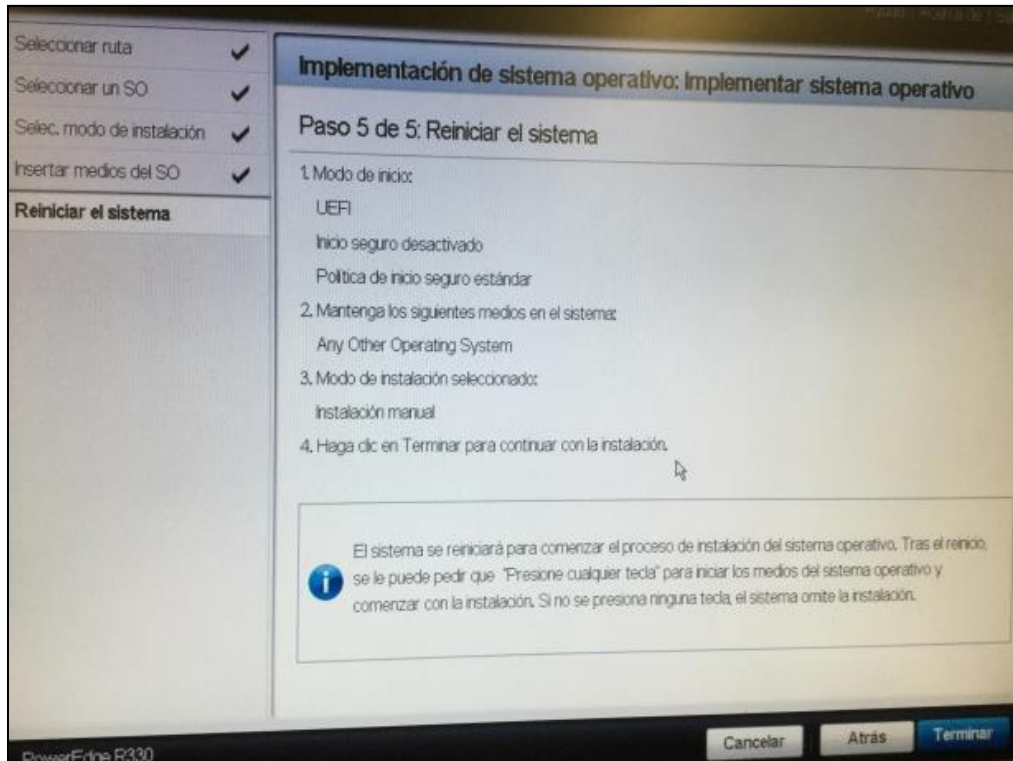 Ayuda | Acerca de |
Seleccionar ruta
Seleccionar un SO
Selec. modo de instalación
Insertar medios del SO
Reiniciar el sistema
Implementación de sistema operativo: Implementar sistema operativo
Paso 5 de 5: Reiniciar el sistema
1. Modo de inicio:
UEFI
Inicio seguro desactivado
Política de inicio seguro estándar
2. Mantenga los siguientes medios en el sistema:
Any Other Operating System
3. Modo de instalación seleccionado:
Instalación manual
4. Haga clic en Terminar para continuar con la instalación.
El sistema se reiniciará para comenzar el proceso de instalación del sistema operativo. Tras el reinicio,
se le puede pedir que "Presione cualquier tecla" para iniciar los medios del sistema operativo y
comenzar con la instalación. Si no se presiona ninguna tecla, el sistema omite la instalación.
PowerEdge R330
Cancelar
Atrás
Terminar